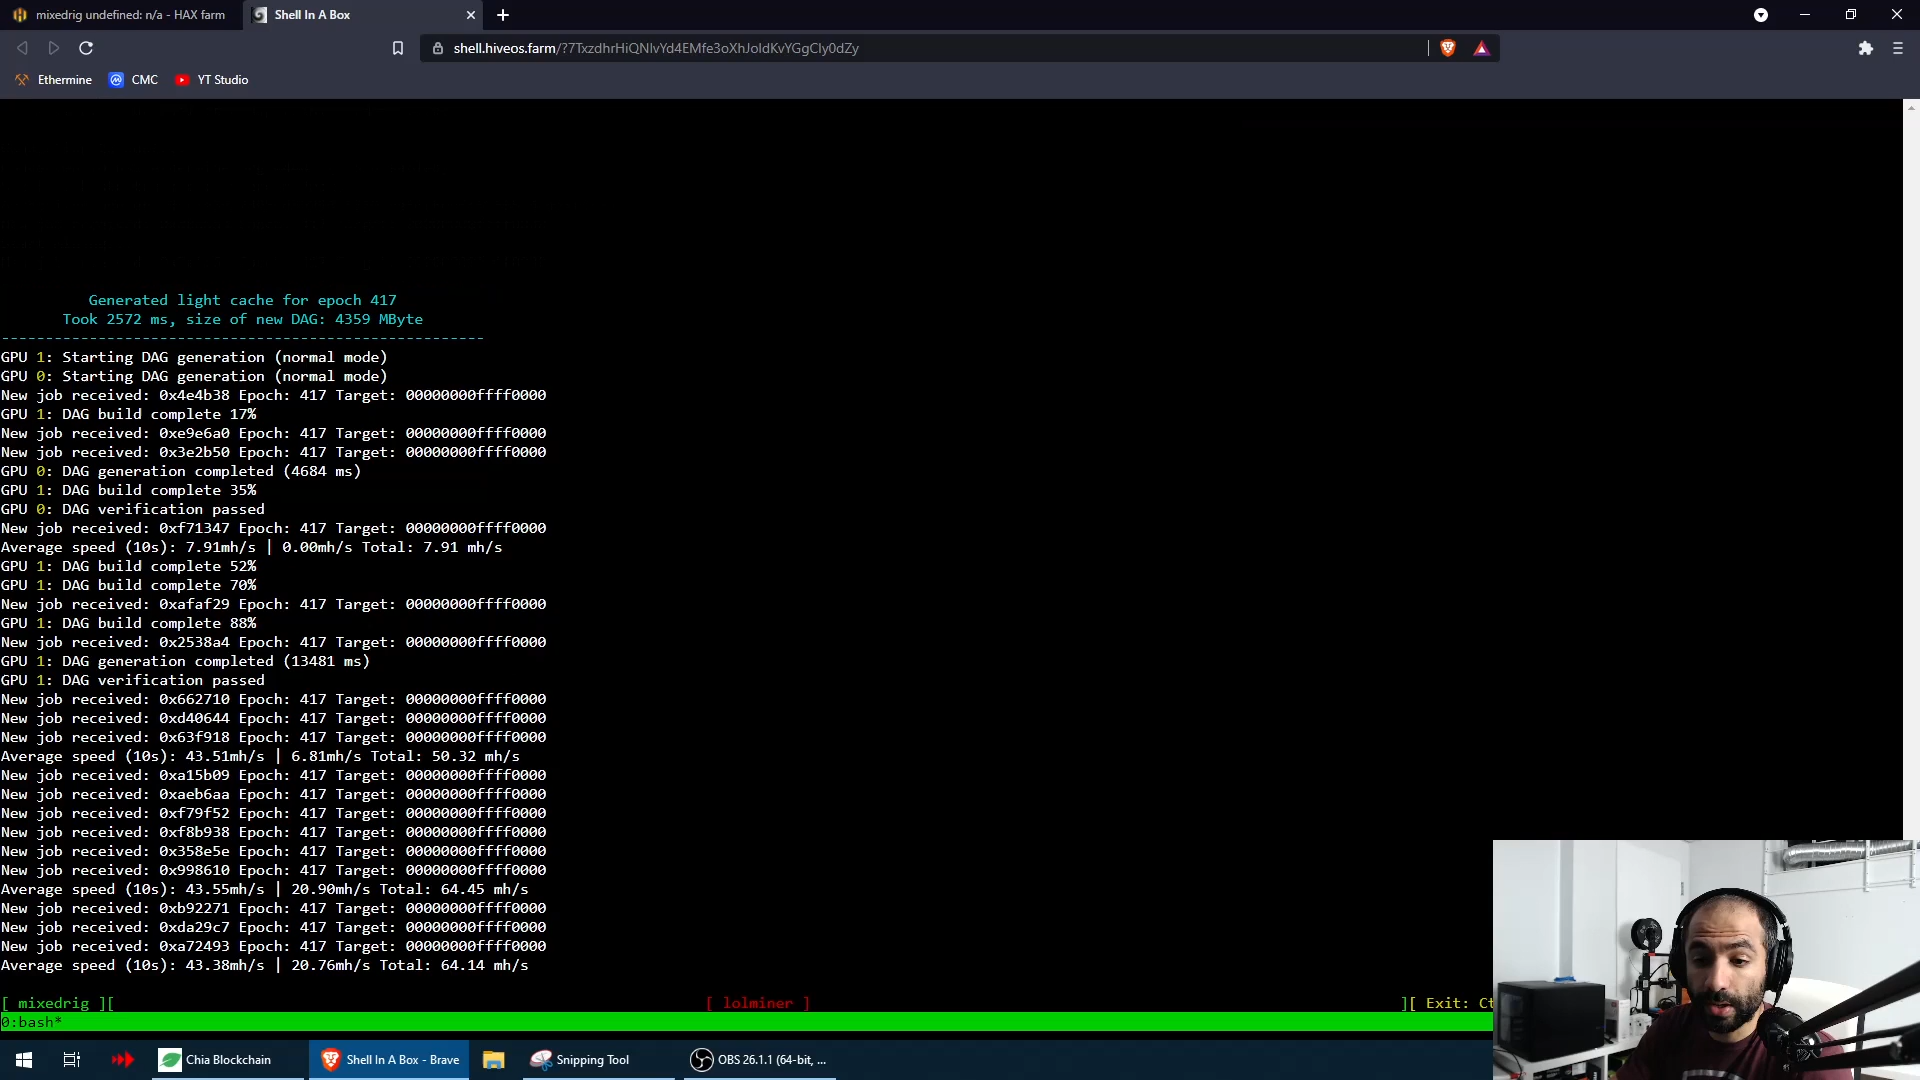 mixedrig undefined: n/a - HAX farm
Shell In A Box
shell.hiveos.farm/?7TxzdhrHiQNlvYd4EMfe3oXhJoIdKvYGgCly0dZy
Ethermine
CMC
YT Studio
Generated light cache for epoch 417
Took 2572 ms, size of new DAG: 4359 MByte
-------------------------------------------------------
GPU 1: Starting DAG generation (normal mode)
GPU 0: Starting DAG generation (normal mode)
New job received: 0x4e4b38 Epoch: 417 Target: 00000000ffff0000
GPU 1: DAG build complete 17%
New job received: 0xe9e6a0 Epoch: 417 Target: 00000000ffff0000
New job received: 0x3e2b50 Epoch: 417 Target: 00000000ffff0000
GPU 0: DAG generation completed (4684 ms)
GPU 1: DAG build complete 35%
GPU 0: DAG verification passed
New job received: 0xf71347 Epoch: 417 Target: 00000000ffff0000
Average speed (10s): 7.91mh/s | 0.00mh/s Total: 7.91 mh/s
GPU 1: DAG build complete 52%
GPU 1: DAG build complete 70%
New job received: 0xafaf29 Epoch: 417 Target: 00000000ffff0000
GPU 1: DAG build complete 88%
New job received: 0x2538a4 Epoch: 417 Target: 00000000ffff0000
GPU 1: DAG generation completed (13481 ms)
GPU 1: DAG verification passed
New job received: 0x662710 Epoch: 417 Target: 00000000ffff0000
New job received: 0xd40644 Epoch: 417 Target: 00000000ffff0000
New job received: 0x63f918 Epoch: 417 Target: 00000000ffff0000
Average speed (10s): 43.51mh/s | 6.81mh/s Total: 50.32 mh/s
New job received: 0xa15b09 Epoch: 417 Target: 00000000ffff0000
New job received: 0xaeb6aa Epoch: 417 Target: 00000000ffff0000
New job received: 0xf79f52 Epoch: 417 Target: 00000000ffff0000
New job received: 0xf8b938 Epoch: 417 Target: 00000000ffff0000
New job received: 0x358e5e Epoch: 417 Target: 00000000ffff0000
New job received: 0x998610 Epoch: 417 Target: 00000000ffff0000
Average speed (10s): 43.55mh/s | 20.90mh/s Total: 64.45 mh/s
New job received: 0xb92271 Epoch: 417 Target: 00000000ffff0000
New job received: 0xda29c7 Epoch: 417 Target: 00000000ffff0000
New job received: 0xa72493 Epoch: 417 Target: 00000000ffff0000
Average speed (10s): 43.38mh/s | 20.76mh/s Total: 64.14 mh/s
[ mixedrig ][ [ lolminer ] ][ Exit: Ct
0:bash*
Chia Blockchain
Shell In A Box - Brave
Snipping Tool
OBS 26.1.1 (64-bit, ...